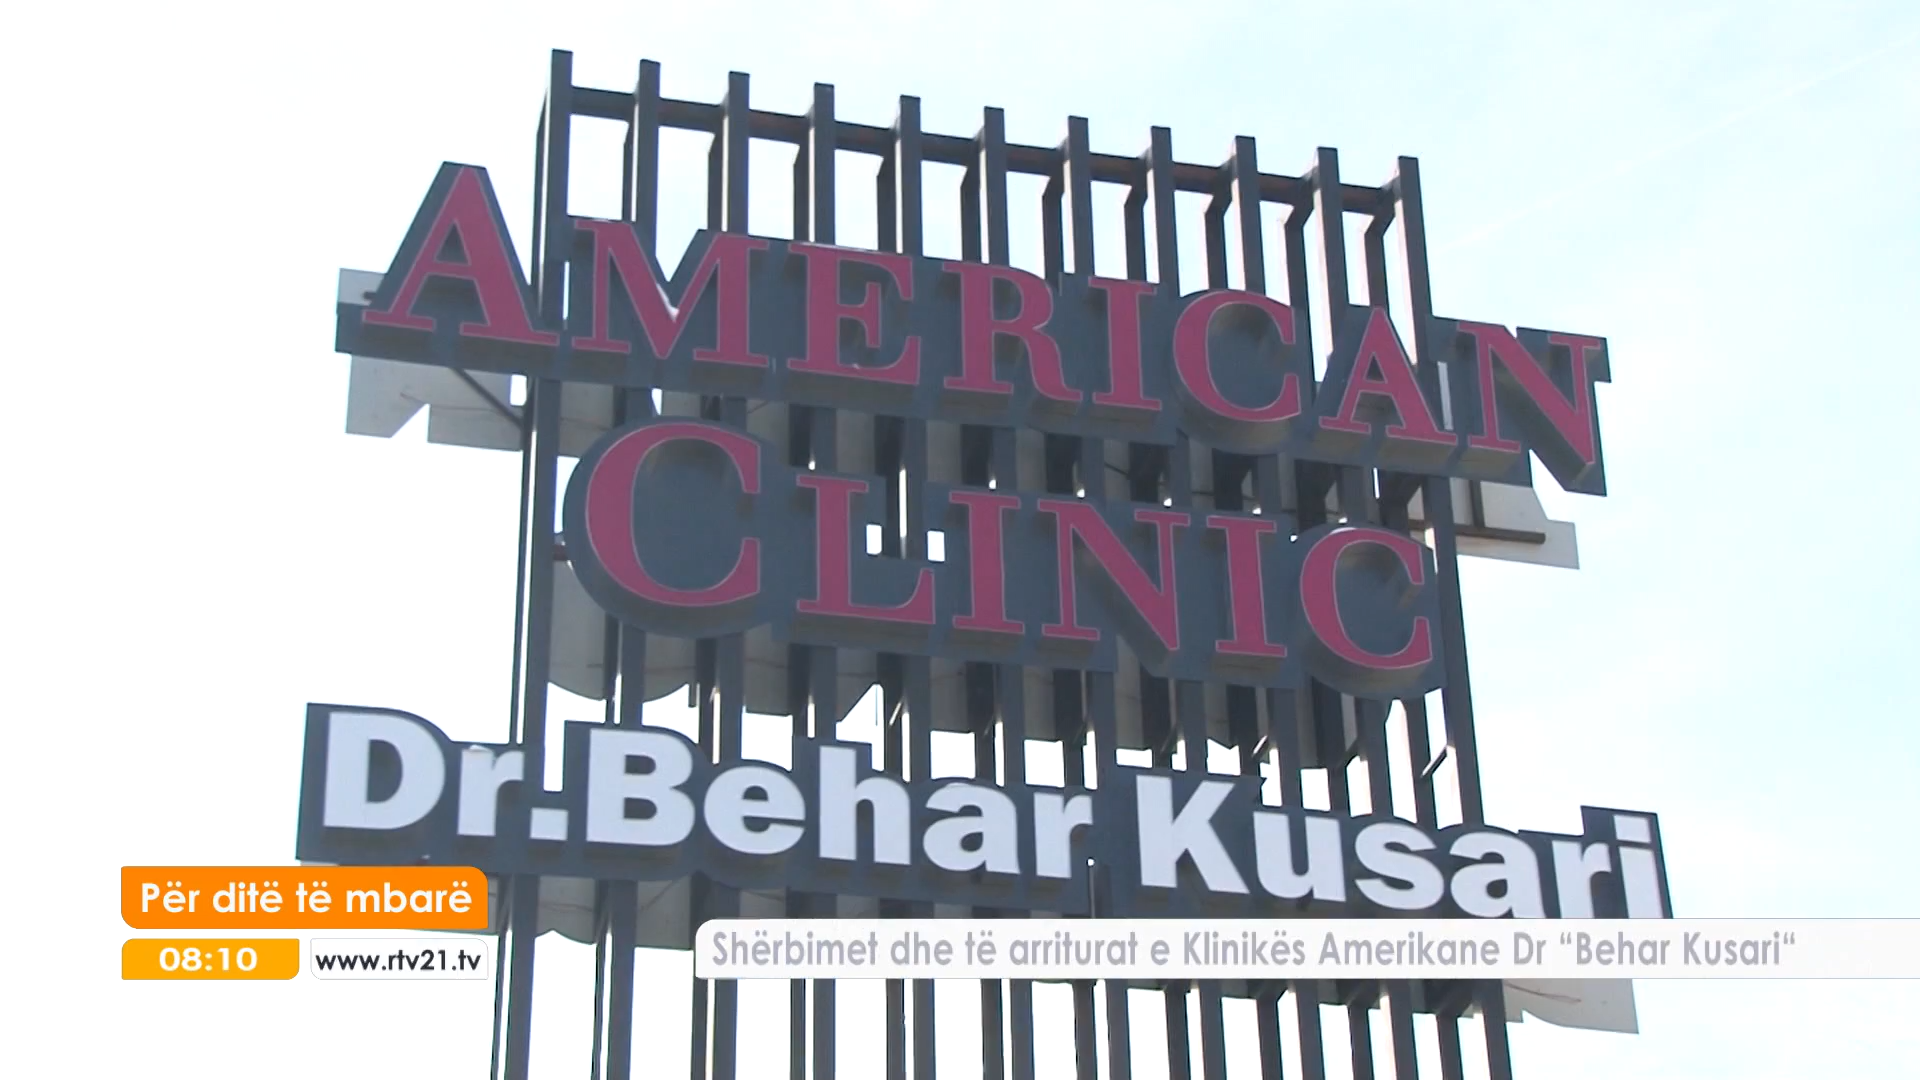 AMERICAN
CLINIC
Dr.Behar Kusari
Për ditë të mbarë
08:10 www.rtv21.tv
Shërbimet dhe të arriturat e Klinikës Amerikane Dr “Behar Kusari“